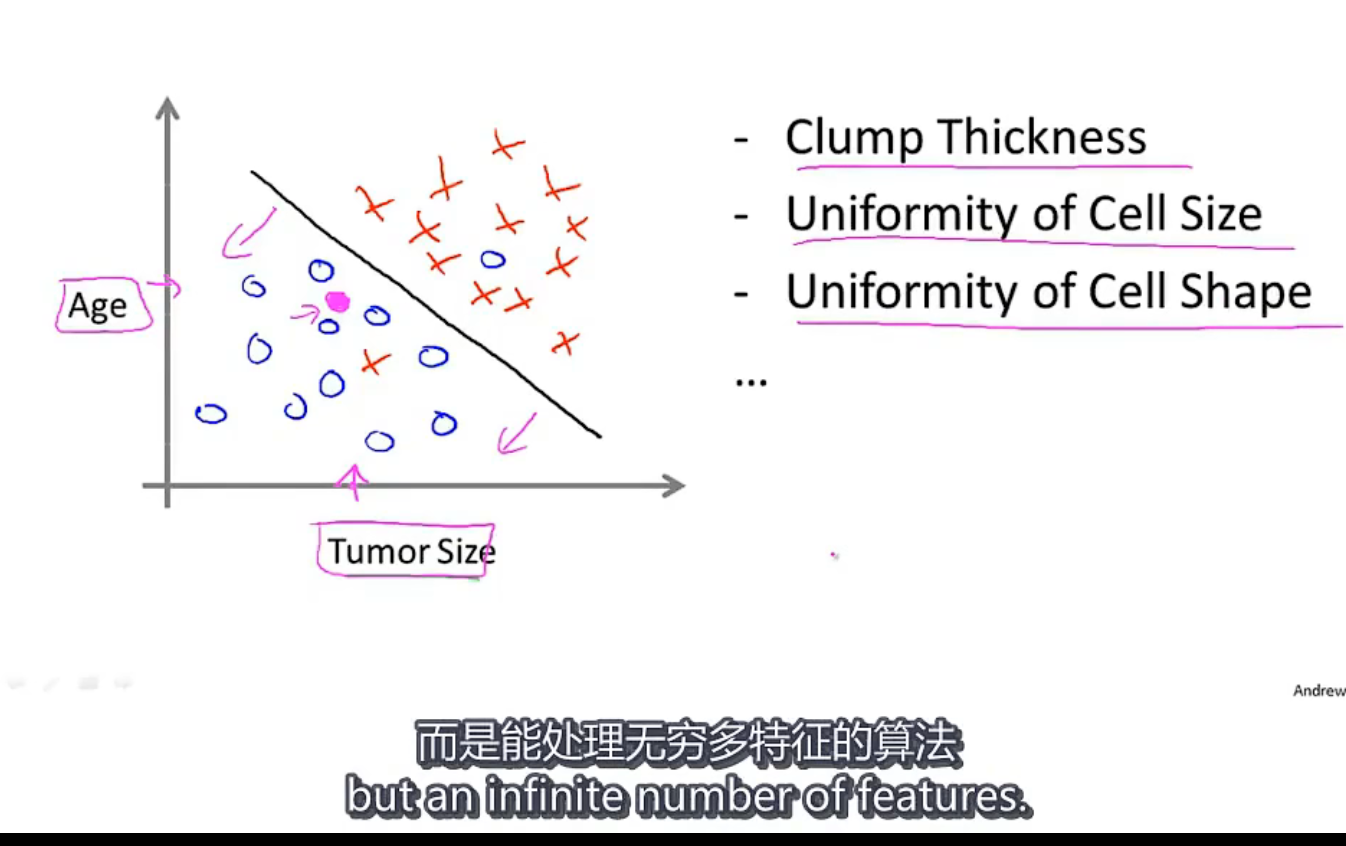 - Clump Thickness
- Uniformity of Cell Size
- Uniformity of Cell Shape
...
Age
Tumor Size
Andrew
而是能处理无穷多特征的算法
but an infinite number of features.